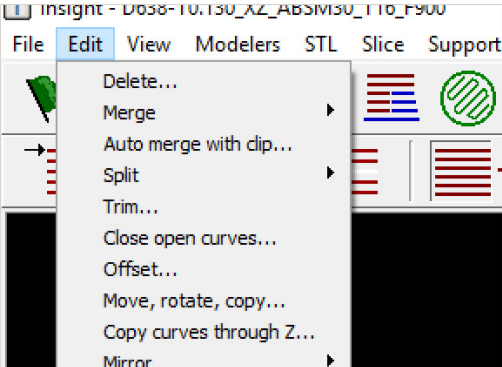 Insight - D638-10.130_XZ_ABSM30_T16_F900
File Edit View Modelers STL Slice Support
Delete...
Merge
Auto merge with clip...
Split
Trim...
Close open curves...
Offset...
Move, rotate, copy...
Copy curves through Z...
Mirror